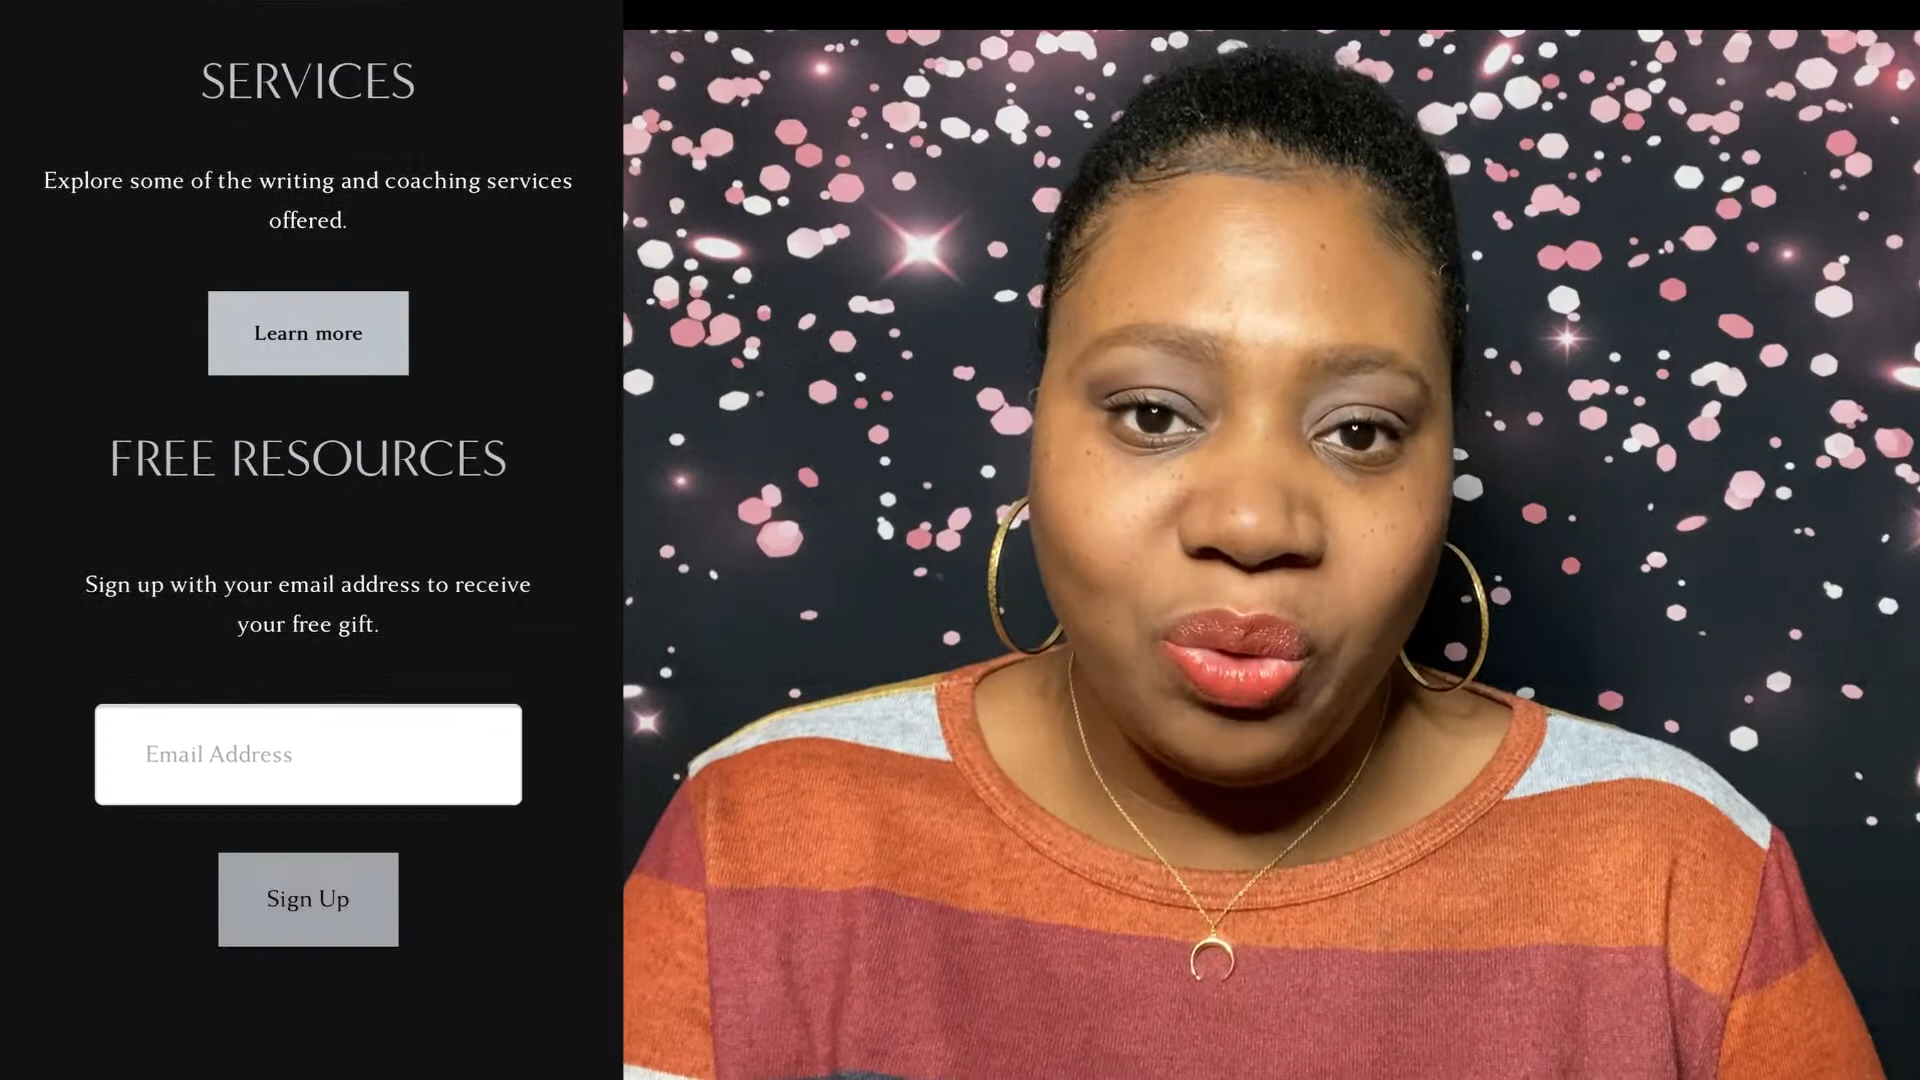 SERVICES
Explore some of the writing and coaching services
offered.
Learn more
FREE RESOURCES
Sign up with your email address to receive
your free gift.
Email Address
Sign Up